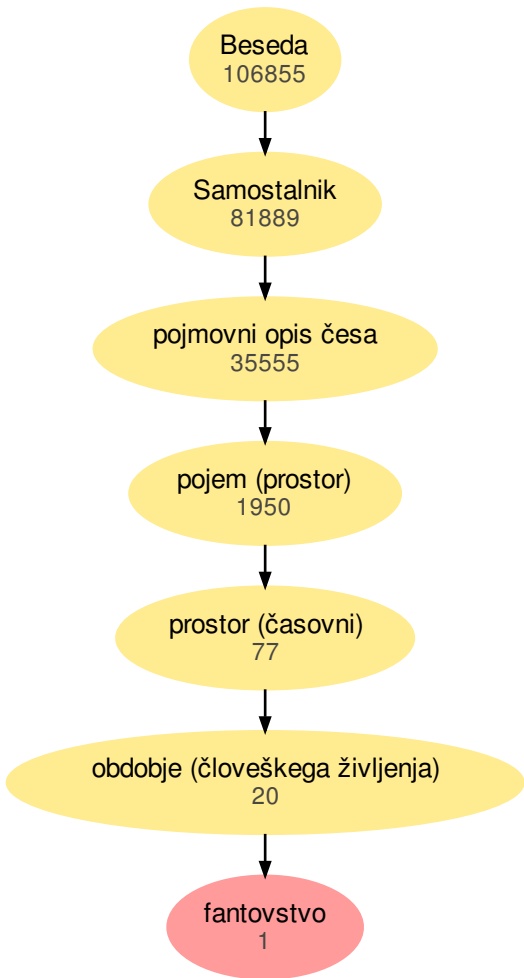 Beseda
106855
Samostalnik
81889
pojmovni opis česa
35555
pojem (prostor)
1950
prostor (časovni)
77
obdobje (človeškega življenja)
20
fantovstvo
1